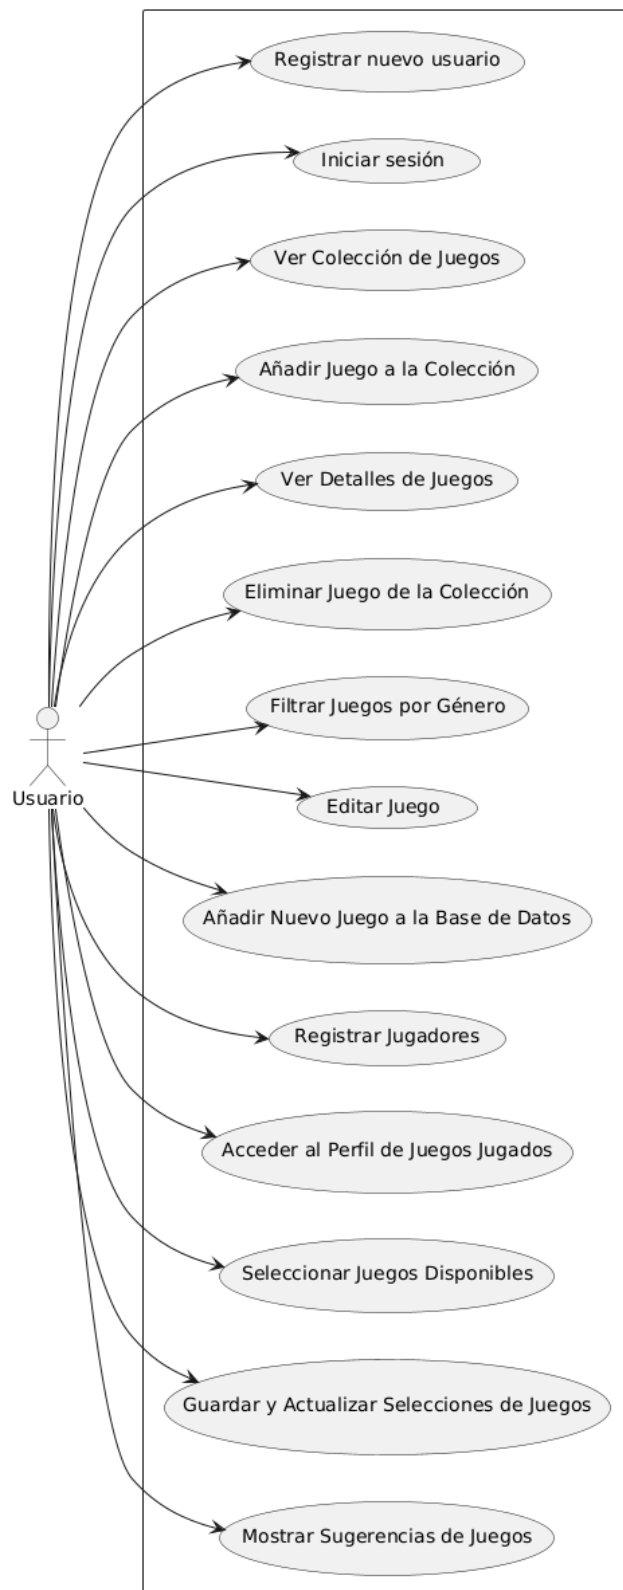 Registrar nuevo usuario
Iniciar sesión
Ver Colección de Juegos
Añadir Juego a la Colección
Ver Detalles de Juegos
Eliminar Juego de la Colección
Filtrar Juegos por Género
Editar Juego
Usuario
Añadir Nuevo Juego a la Base de Datos
Registrar Jugadores
Acceder al Perfil de Juegos Jugados
Seleccionar Juegos Disponibles
Guardar y Actualizar Selecciones de Juegos
Mostrar Sugerencias de Juegos